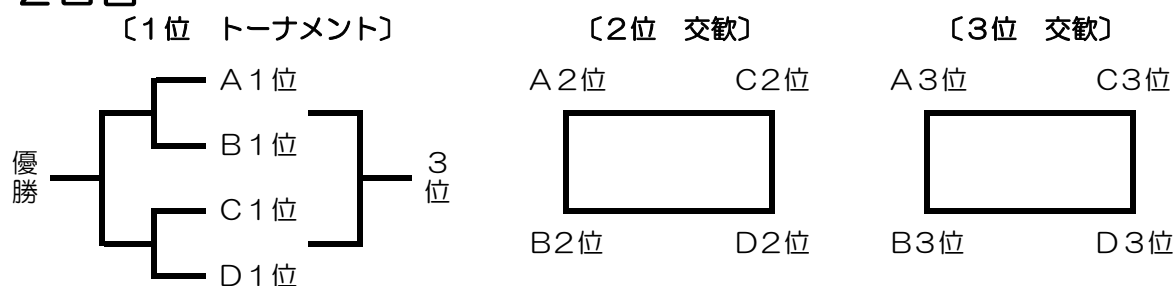 〔１位　トーナメント〕
〔２位　交歓〕
〔３位　交歓〕
Ａ１位
Ｂ１位
Ｃ１位
Ｄ１位
優勝
３位
Ａ２位
Ｃ２位
Ｂ２位
Ｄ２位
Ａ３位
Ｃ３位
Ｂ３位
Ｄ３位